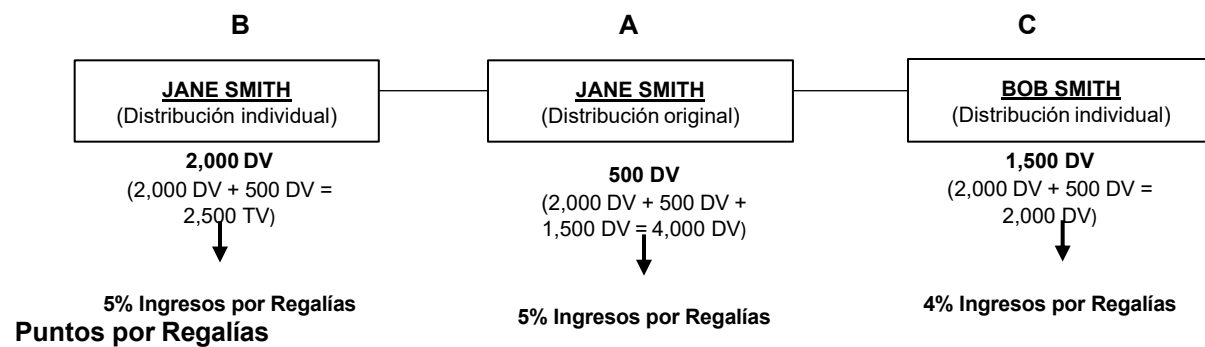 B
JANE SMITH
(Distribución individual)
2,000 DV
(2,000 DV + 500 DV =
2,500 TV)
5% Ingresos por Regalías
A
JANE SMITH
(Distribución original)
500 DV
(2,000 DV + 500 DV +
1,500 DV = 4,000 DV)
5% Ingresos por Regalías
C
BOB SMITH
(Distribución individual)
1,500 DV
(2,000 DV + 500 DV =
2,000 DV)
4% Ingresos por Regalías
Puntos por Regalías